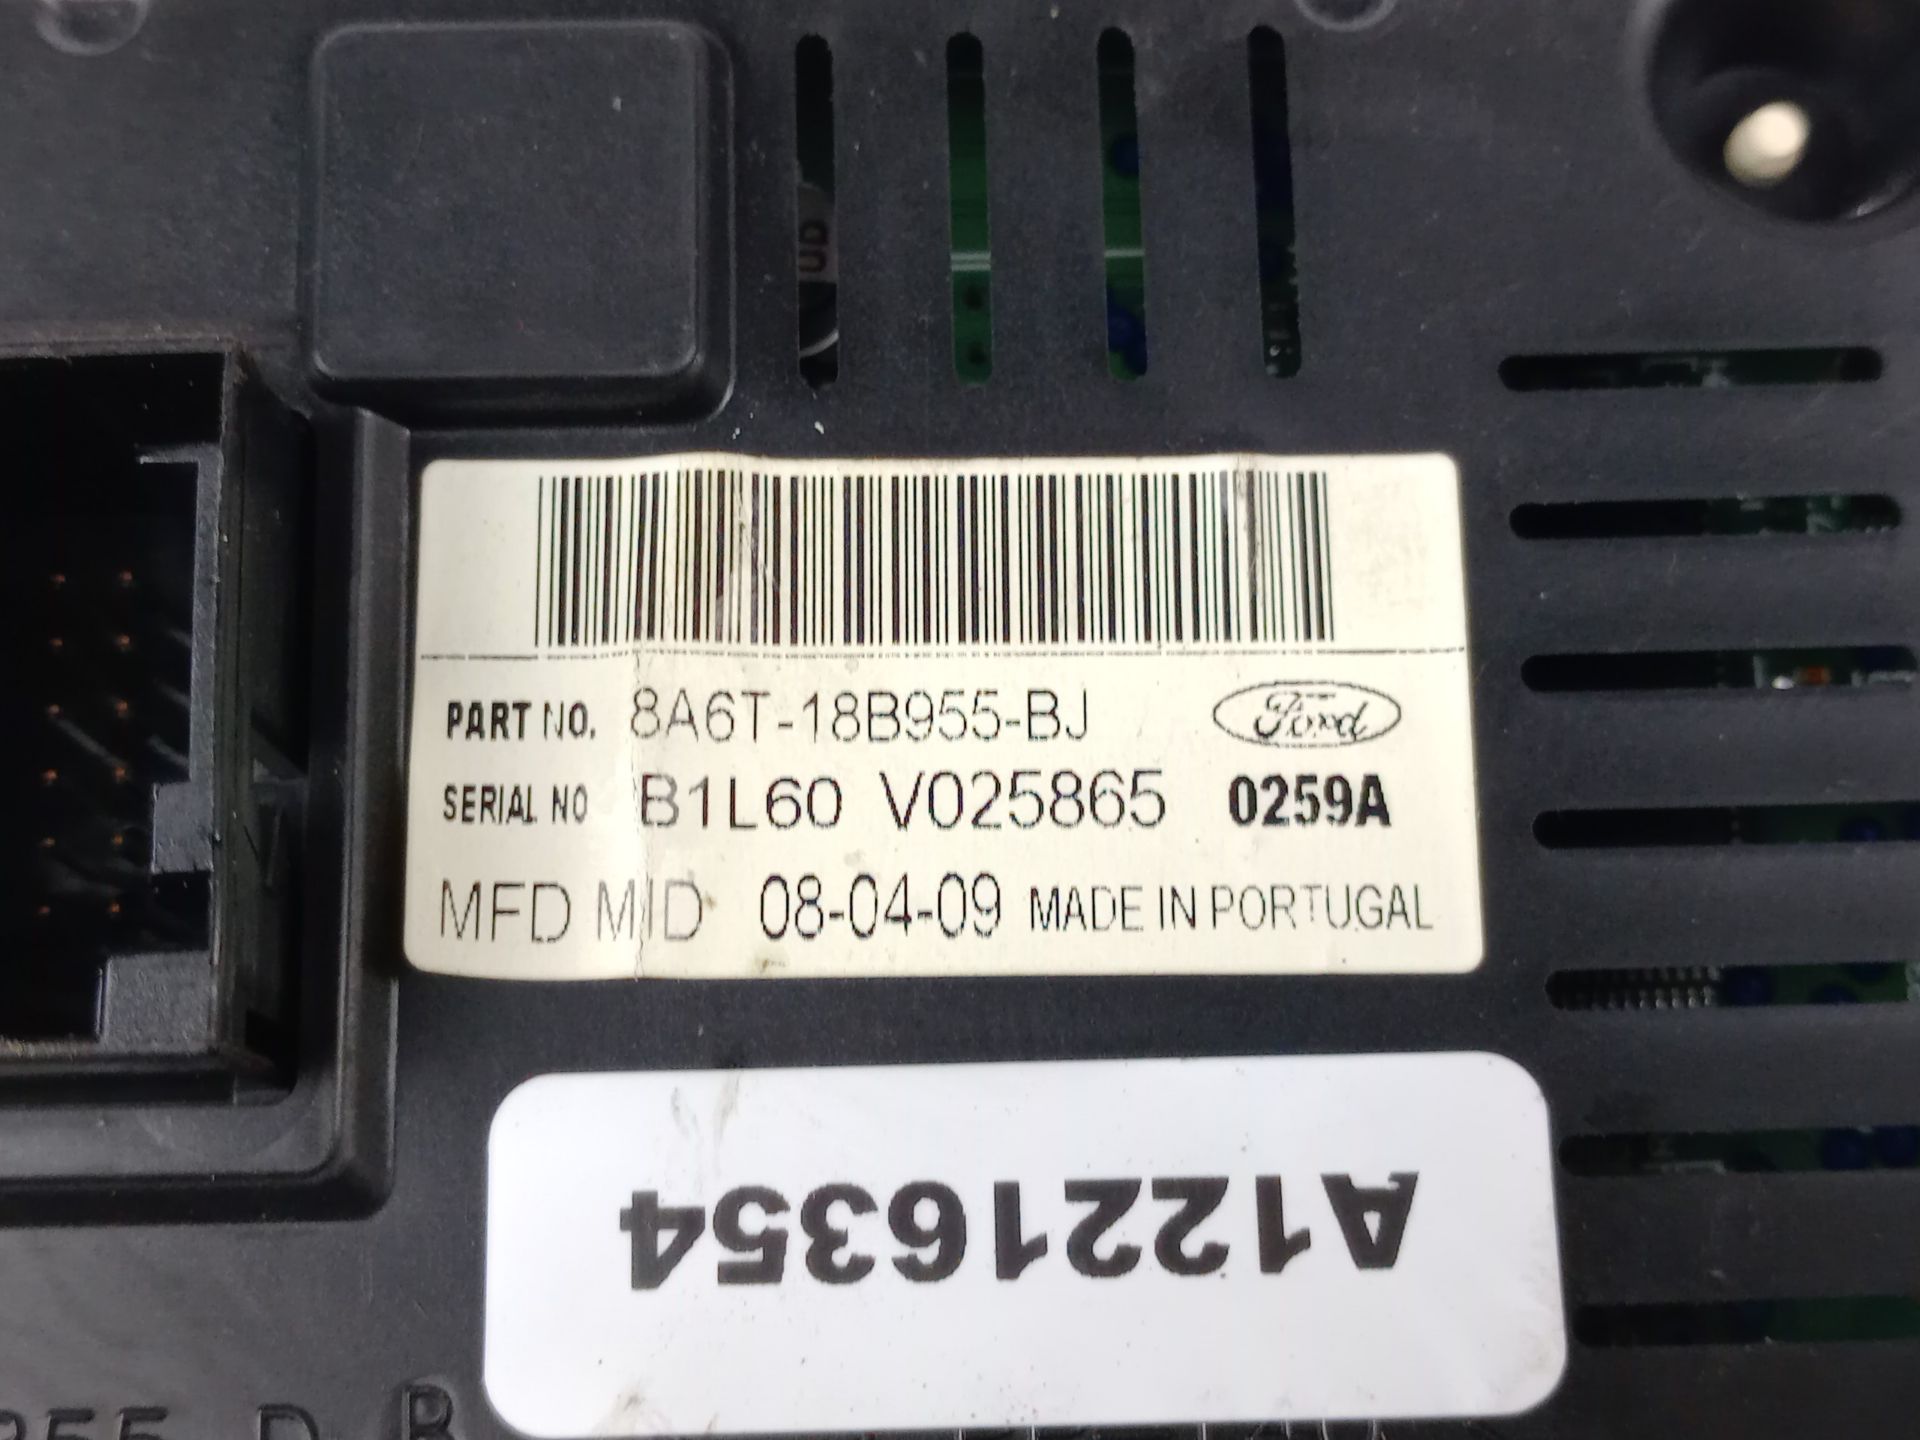 PART NO. 8A6T-18B955-BJ Ford
SERIAL NO B1L60 V025865 0259A
MFD MID 08-04-09 MADE IN PORTUGAL
A12216354